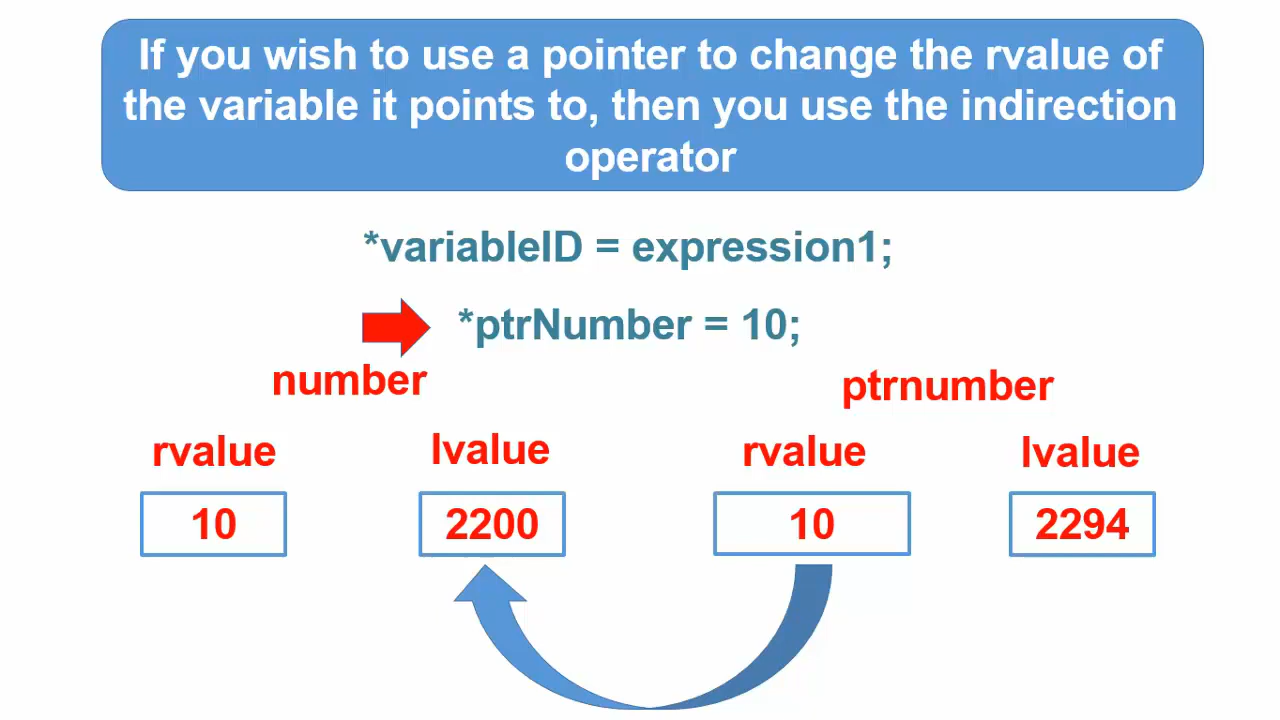 If you wish to use a pointer to change the rvalue of
the variable it points to, then you use the indirection
operator
*variableID = expression1;
*ptrNumber = 10;
number
ptrnumber
rvalue
lvalue
rvalue
lvalue
10
2200
10
2294